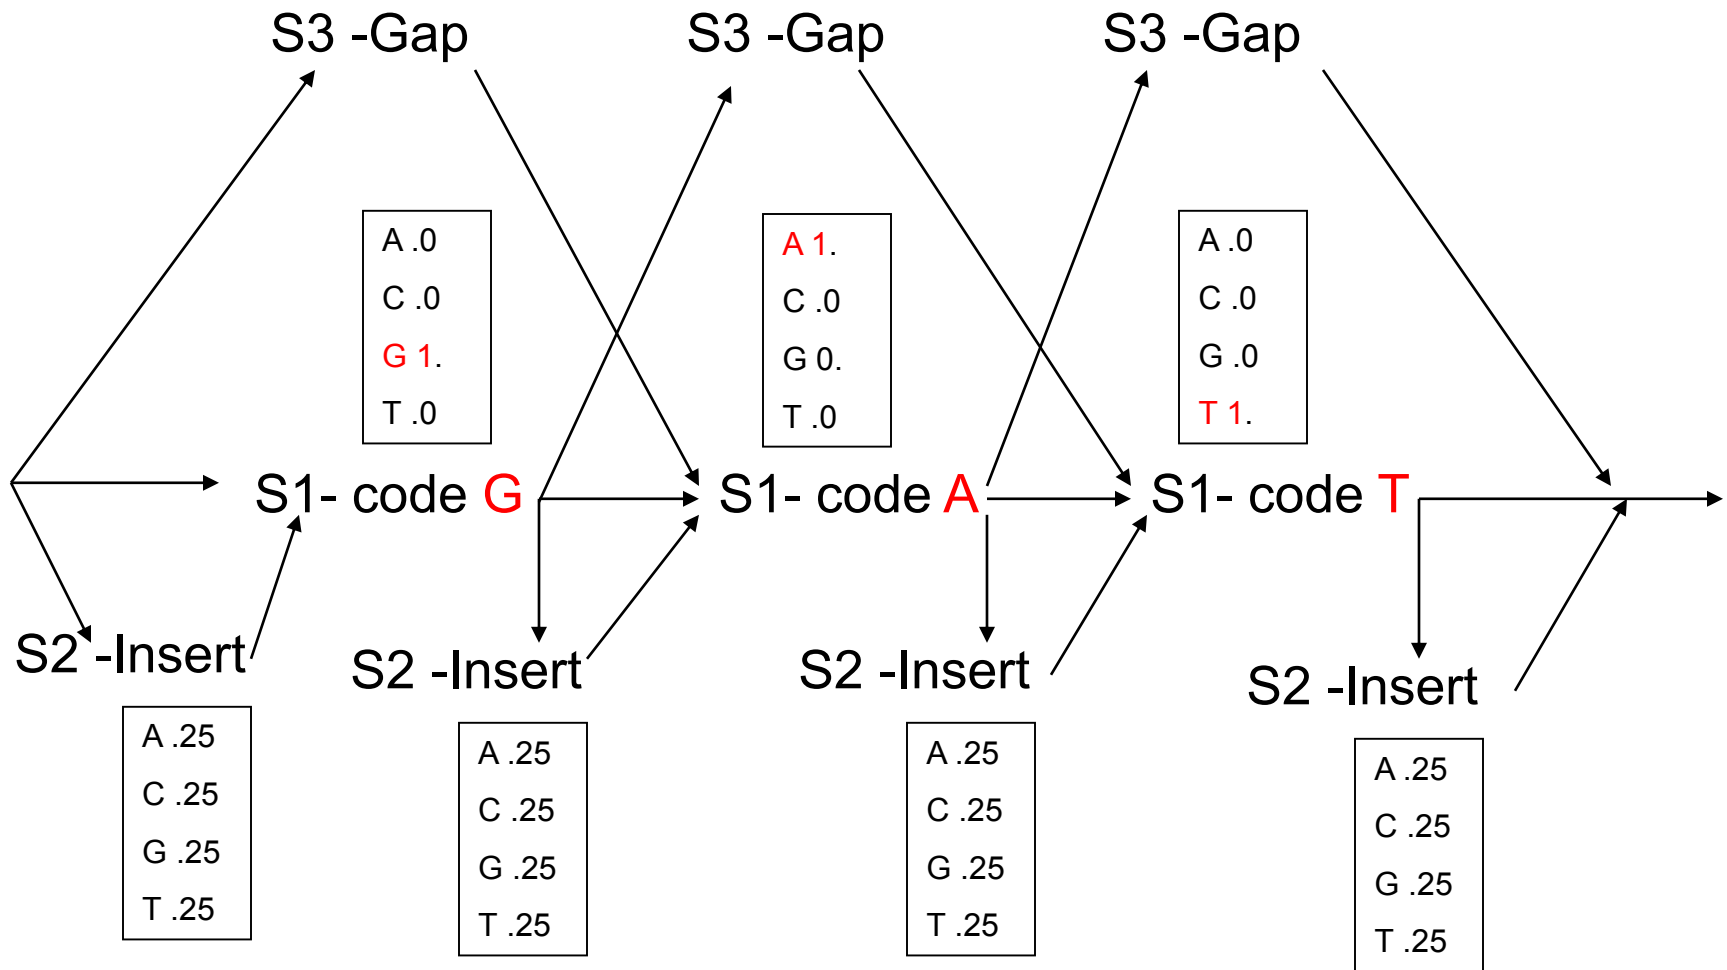 S3 -Gap
S3 -Gap
S3 -Gap
A .0
C .0
G 1.
T .0
A 1.
C .0
G 0.
T .0
A .0
C .0
G .0
T 1.
S1- code G
S1- code A
S1- code T
S2 -Insert
S2 -Insert
S2 -Insert
S2 -Insert
A .25
C .25
G .25
T .25
A .25
C .25
G .25
T .25
A .25
C .25
G .25
T .25
A .25
C .25
G .25
T .25